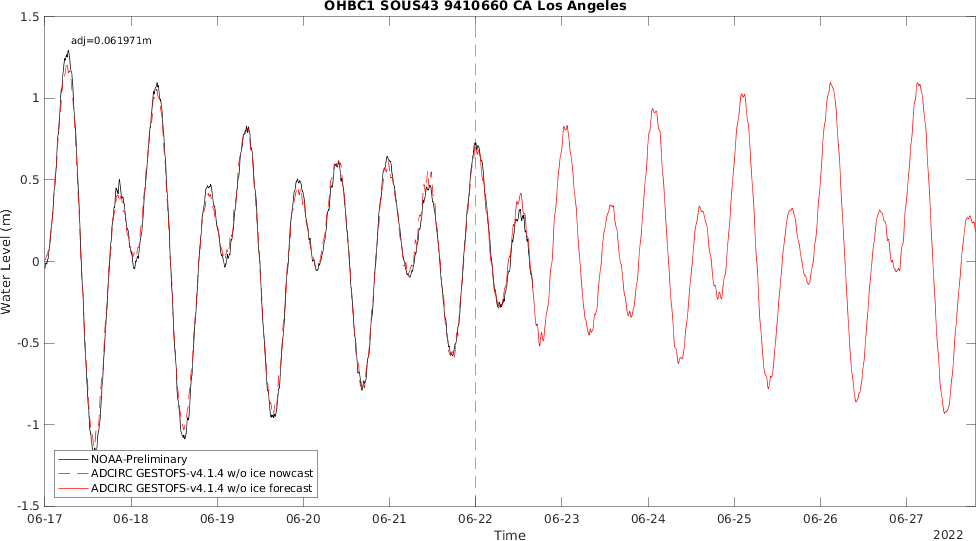 OHBC1 SOUS43 9410660 CA Los Angeles
adj=0.061971m
1.5
1
0.5
0
-0.5
-1
-1.5
Water Level (m)
NOAA-Preliminary
ADCIRC GESTOFS-v4.1.4 w/o ice nowcast
ADCIRC GESTOFS-v4.1.4 w/o ice forecast
06-17 06-18 06-19 06-20 06-21 06-22 06-23 06-24 06-25 06-26 06-27
Time
2022